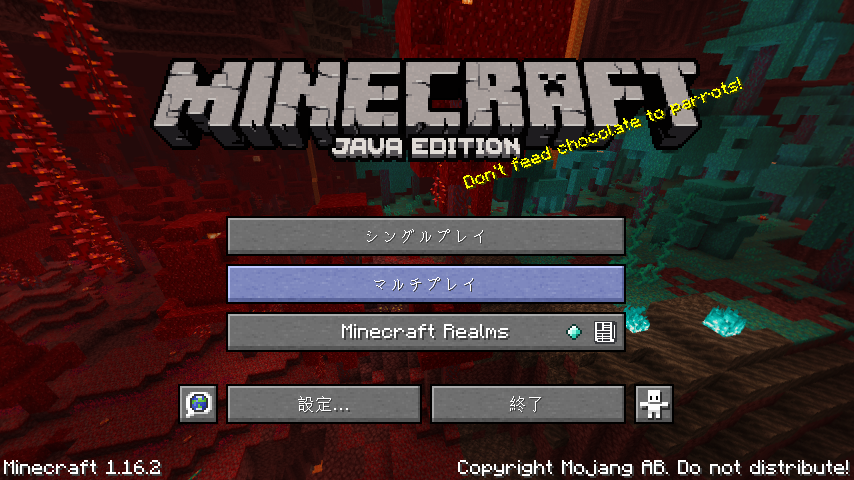 MINECRAFT
JAVA EDITION
Don't feed chocolate to parrots!
シングルプレイ
マルチプレイ
Minecraft Realms
設定...
終了
Minecraft 1.16.2
Copyright Mojang AB. Do not distribute!